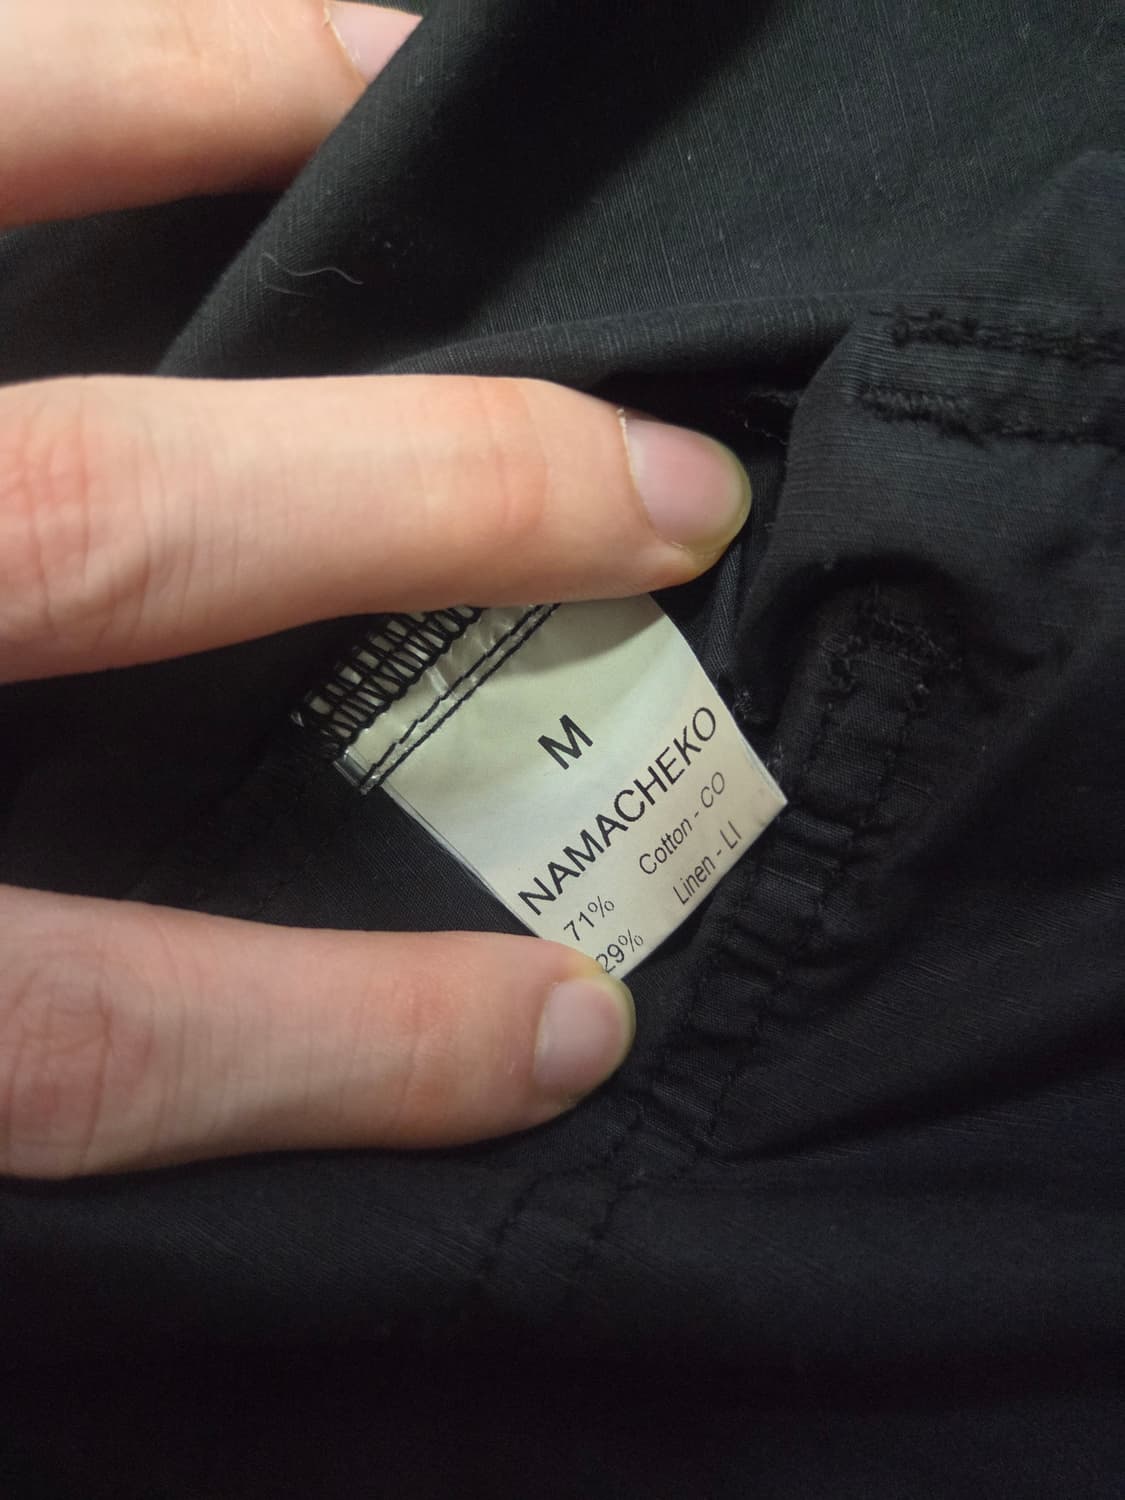 M
NAMACHEKO
71% Cotton - CO
29% Linen - LI